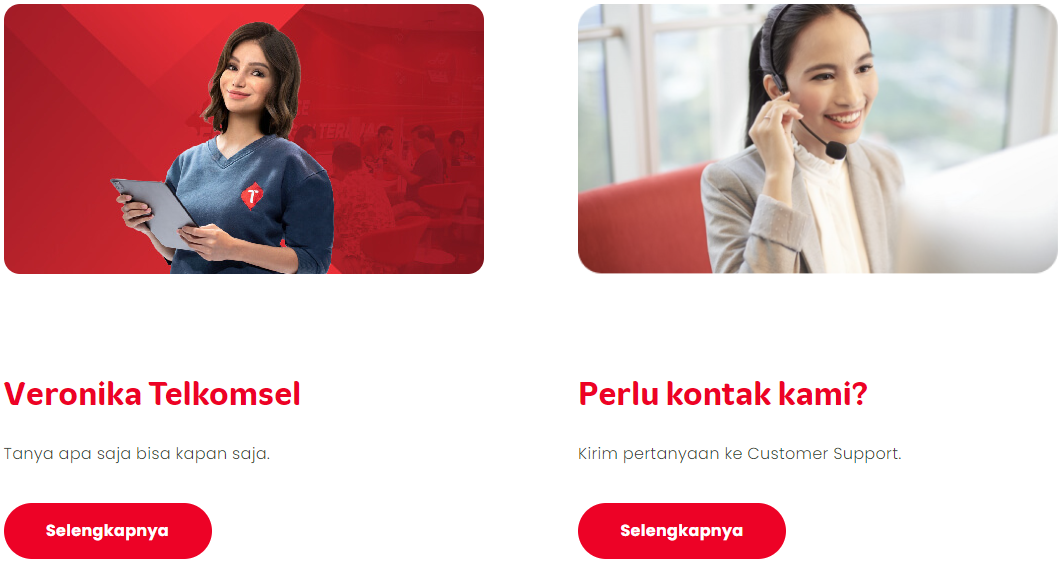 Veronika Telkomsel
Tanya apa saja bisa kapan saja.
Selengkapnya
Perlu kontak kami?
Kirim pertanyaan ke Customer Support.
Selengkapnya